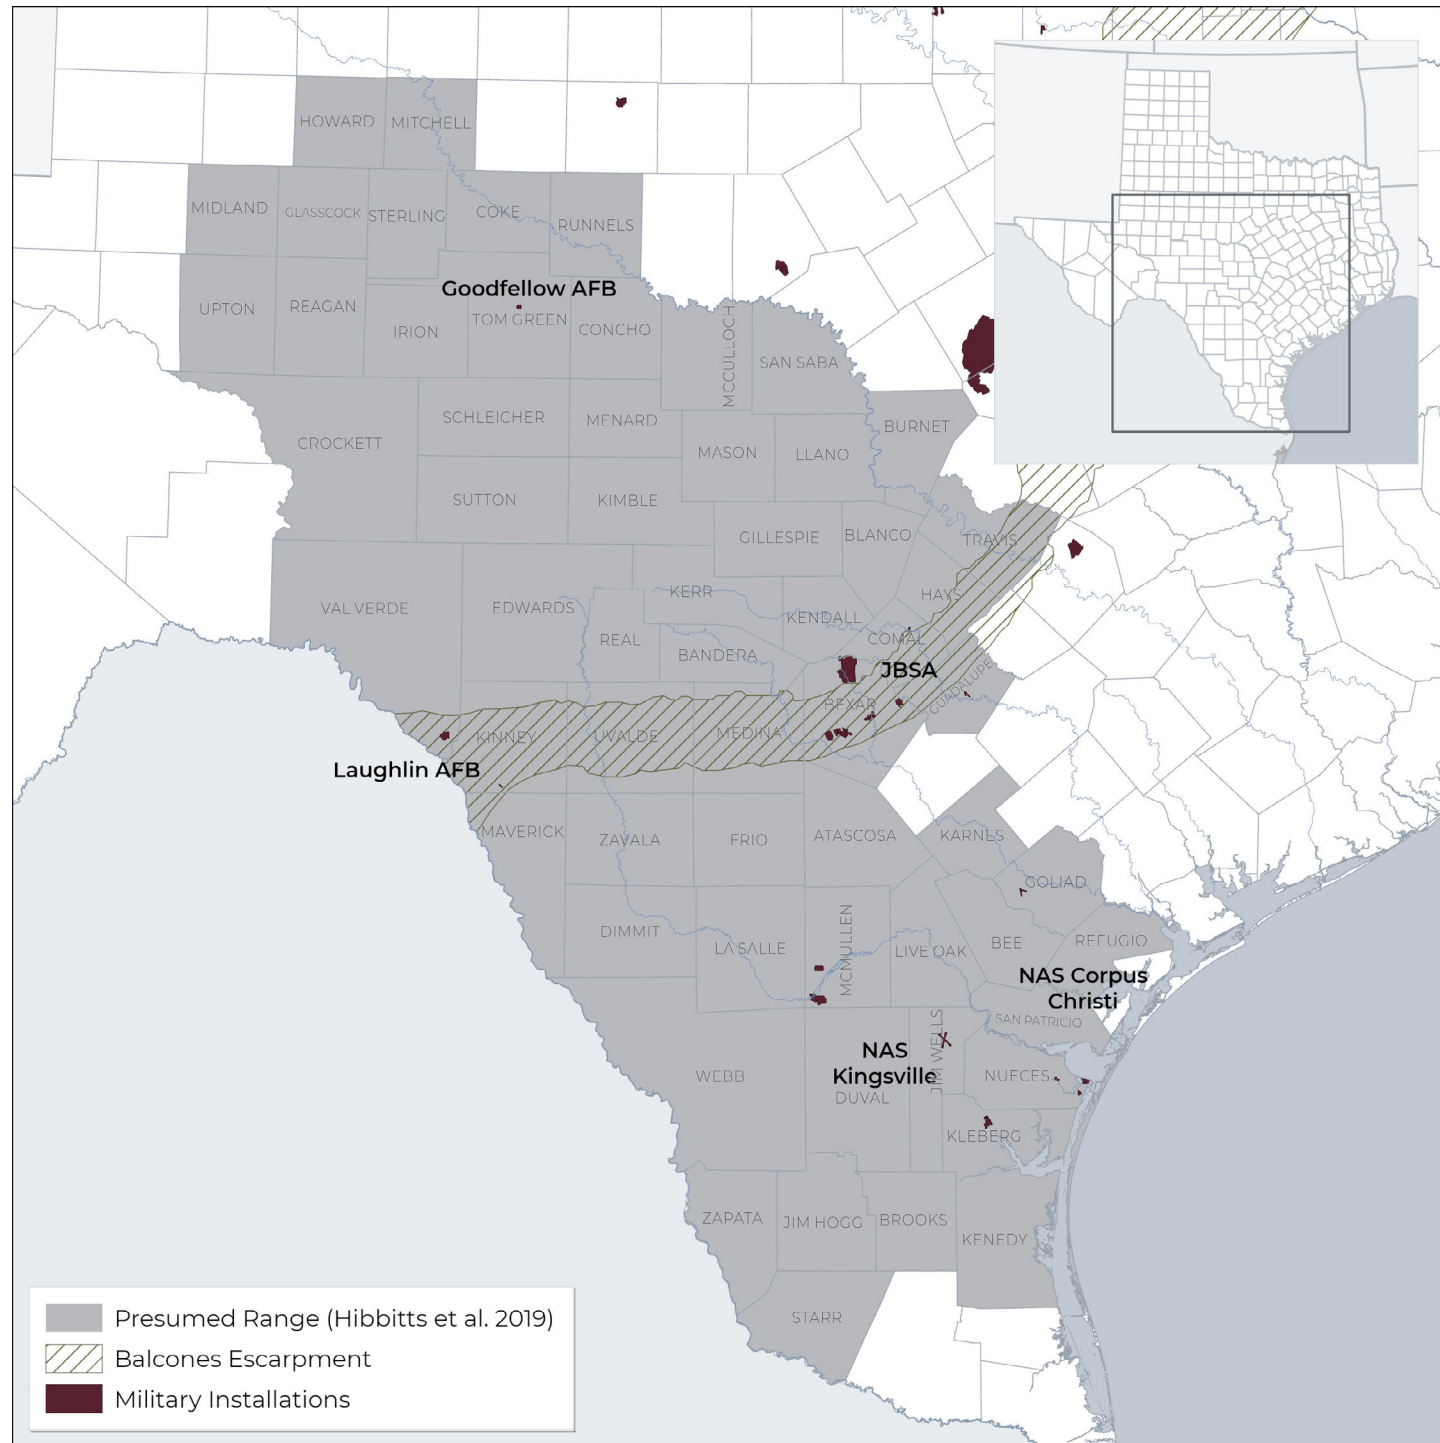 HOWARD
MITCHELL
MIDLAND
GLASSCOCK
STERLING
COKE
RUNNELS
Goodfellow AFB
UPTON
REAGAN
IRION
TOM GREEN
CONCHO
MCCULLOCH
SAN SABA
CROCKETT
SCHLEICHER
MENARD
BURNET
MASON
LLANO
SUTTON
KIMBLE
GILLESPIE
BLANCO
TRAVIS
VAL VERDE
EDWARDS
KERR
HAYS
REAL
KENDALL
COMAL
BANDERA
JBSA
GUADALUPE
BEXAR
KINNEY
UVALDE
MEDINA
Laughlin AFB
MAVERICK
ZAVALA
FRIO
ATASCOSA
KARNES
GOLIAD
DIMMIT
LA SALLE
MCMULLEN
LIVE OAK
BEE
REFUGIO
NAS Corpus
Christi
SAN PATRICIO
NAS
Kingsville
JIM WELLS
WEBB
DUVAL
NUECES
KLEBERG
ZAPATA
JIM HOGG
BROOKS
KENEDY
STARR
Presumed Range (Hibbitts et al. 2019)
Balcones Escarpment
Military Installations